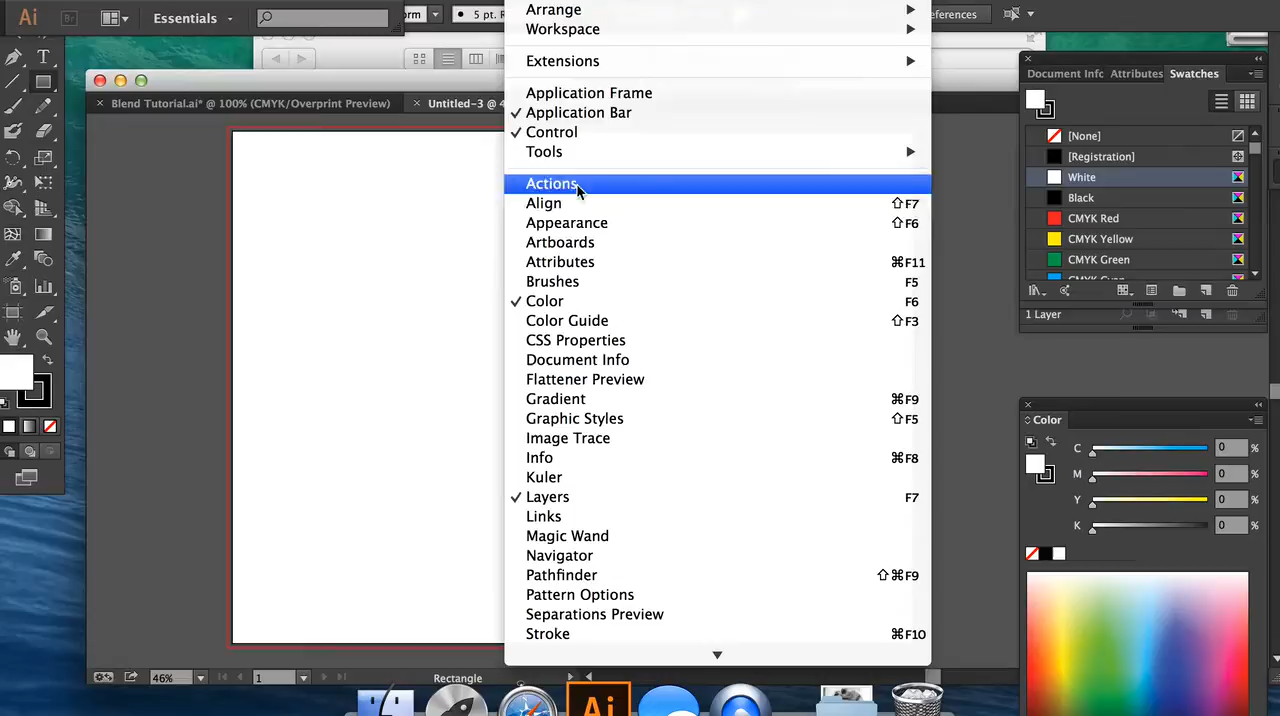 Ai
Br
Essentials
orm
5 pt. R
eferences
Arrange
Workspace
Extensions
Application Frame
✓ Application Bar
✓ Control
Tools
Actions
Align ⇧F7
Appearance ⇧F6
Artboards
Attributes ⌘F11
Brushes F5
✓ Color F6
Color Guide ⇧F3
CSS Properties
Document Info
Flattener Preview
Gradient ⌘F9
Graphic Styles ⇧F5
Image Trace
Info ⌘F8
Kuler
✓ Layers F7
Links
Magic Wand
Navigator
Pathfinder ⇧⌘F9
Pattern Options
Separations Preview
Stroke ⌘F10
× Blend Tutorial.ai* @ 100% (CMYK/Overprint Preview)
× Untitled-3 @ 4
T
46%
1
Rectangle
Ai
Document Info Attributes Swatches
[None]
[Registration]
White
Black
CMYK Red
CMYK Yellow
CMYK Green
1 Layer
Color
C 0 %
M 0 %
Y 0 %
K 0 %